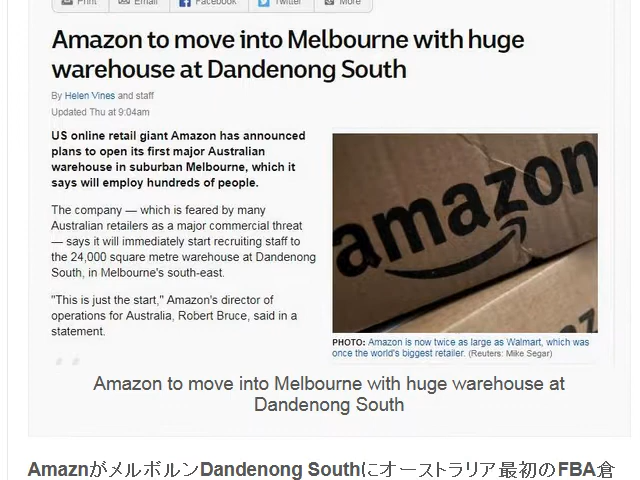 Print Email Facebook Twitter More
Amazon to move into Melbourne with huge
warehouse at Dandenong South
By Helen Vines and staff
Updated Thu at 9:04am
US online retail giant Amazon has announced
plans to open its first major Australian
warehouse in suburban Melbourne, which it
says will employ hundreds of people.
The company — which is feared by many
Australian retailers as a major commercial threat
— says it will immediately start recruiting staff to
the 24,000 square metre warehouse at Dandenong
South, in Melbourne's south-east.
"This is just the start," Amazon's director of
operations for Australia, Robert Bruce, said in a
statement.
amazon
PHOTO: Amazon is now twice as large as Walmart, which was
once the world's biggest retailer. (Reuters: Mike Segar)
Amazon to move into Melbourne with huge warehouse at
Dandenong South
AmaznがメルボルンDandenong Southにオーストラリア最初のFBA倉